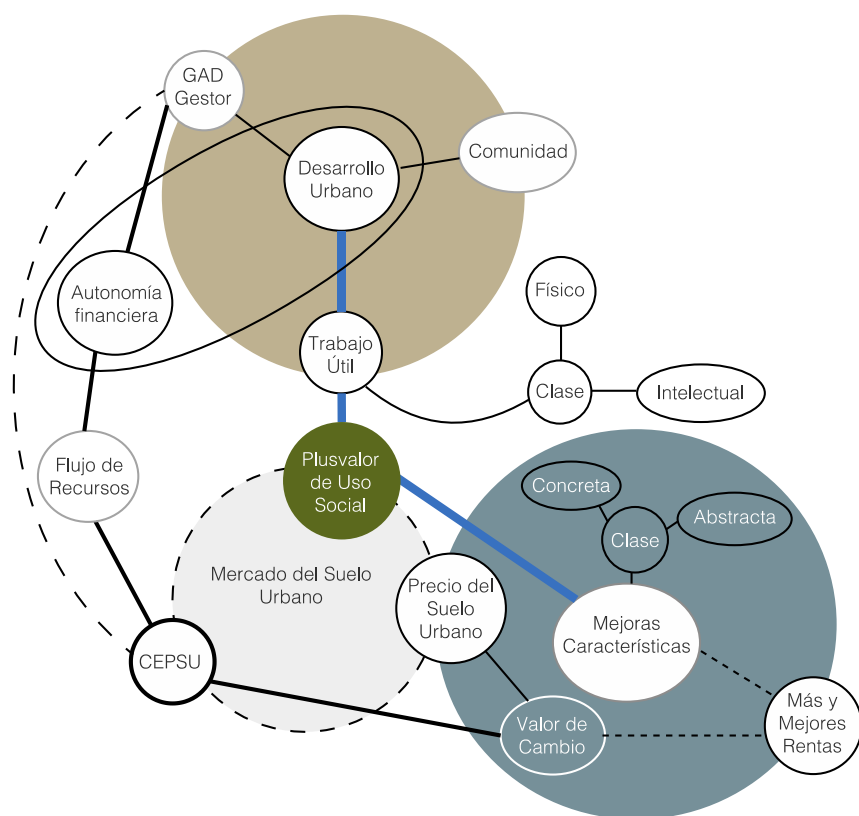 GAD
Gestor
Desarrollo
Urbano
Comunidad
Autonomía
financiera
Físico
Trabajo
Útil
Clase
Intelectual
Flujo de
Recursos
Plusvalor
de Uso
Social
Concreta
Abstracta
Clase
Mercado del Suelo
Urbano
Precio del
Suelo
Urbano
Mejoras
Características
CEPSU
Valor de
Cambio
Más y
Mejores
Rentas